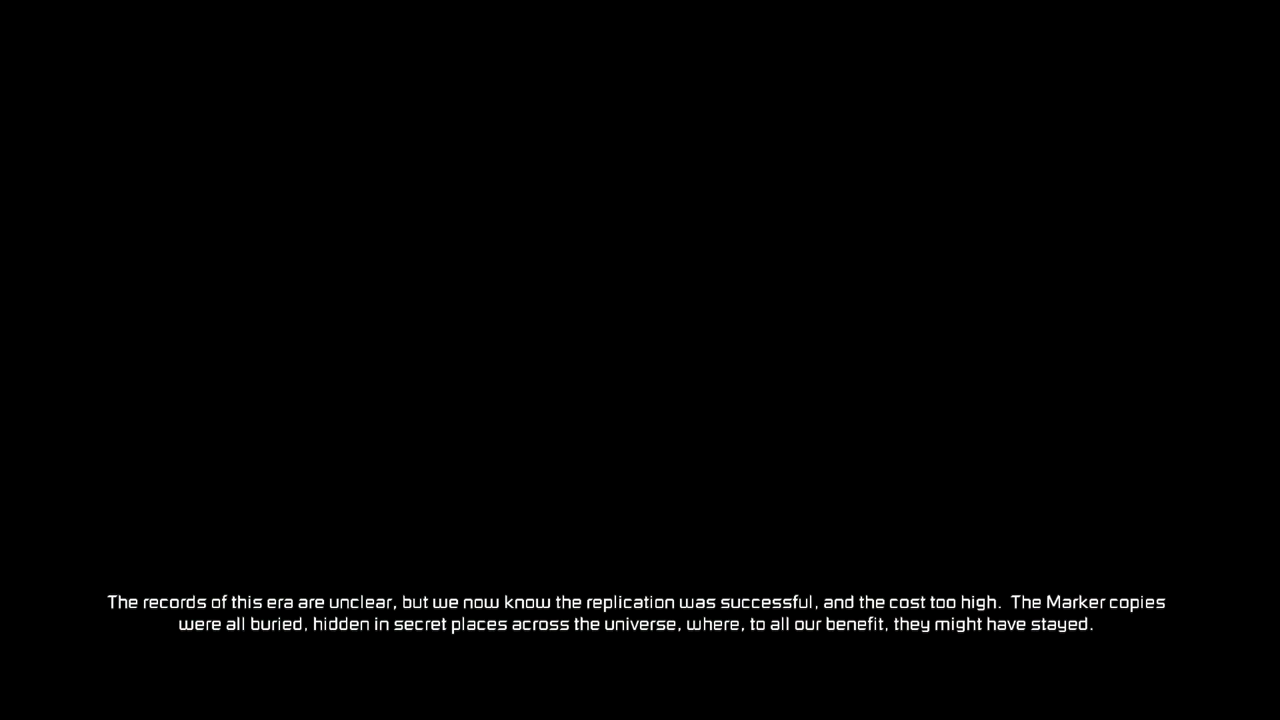 The records of this era are unclear, but we now know the replication was successful, and the cost too high.  The Marker copies
were all buried, hidden in secret places across the universe, where, to all our benefit, they might have stayed.